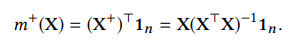 m⁺(X) = (X⁺)ᵀ1ₙ = X(XᵀX)⁻¹1ₙ.